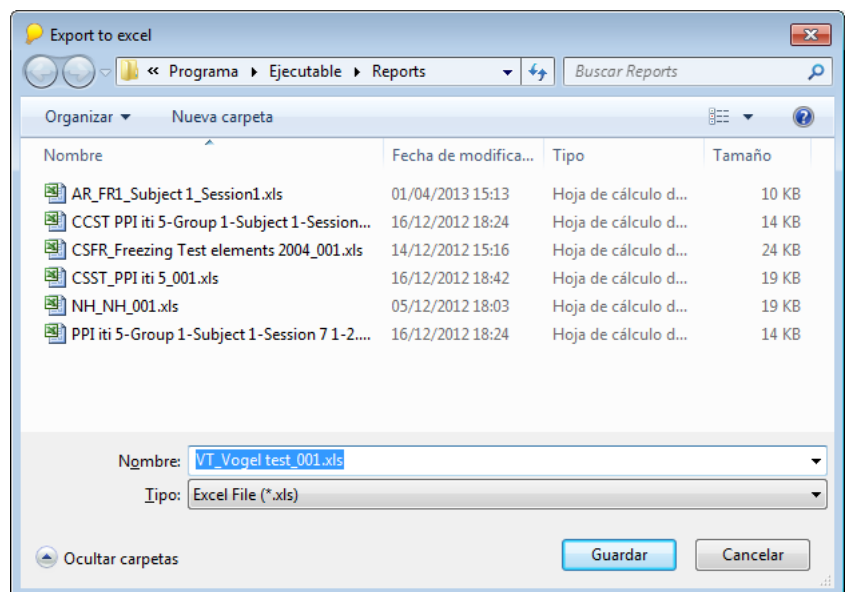 Export to excel
« Programa Ejecutable Reports Buscar Reports
Organizar Nueva carpeta
Nombre Fecha de modifica... Tipo Tamaño
AR_FR1_Subject 1_Session1.xls 01/04/2013 15:13 Hoja de cálculo d... 10 KB
CCST PPI iti 5-Group 1-Subject 1-Session... 16/12/2012 18:24 Hoja de cálculo d... 14 KB
CSFR_Freezing Test elements 2004_001.xls 14/12/2012 15:16 Hoja de cálculo d... 24 KB
CSST_PPI iti 5_001.xls 16/12/2012 18:42 Hoja de cálculo d... 19 KB
NH_NH_001.xls 05/12/2012 18:03 Hoja de cálculo d... 19 KB
PPI iti 5-Group 1-Subject 1-Session 7 1-2.... 16/12/2012 18:24 Hoja de cálculo d... 14 KB
Nombre: VT_Vogel test_001.xls
Tipo: Excel File (*.xls)
Ocultar carpetas Guardar Cancelar